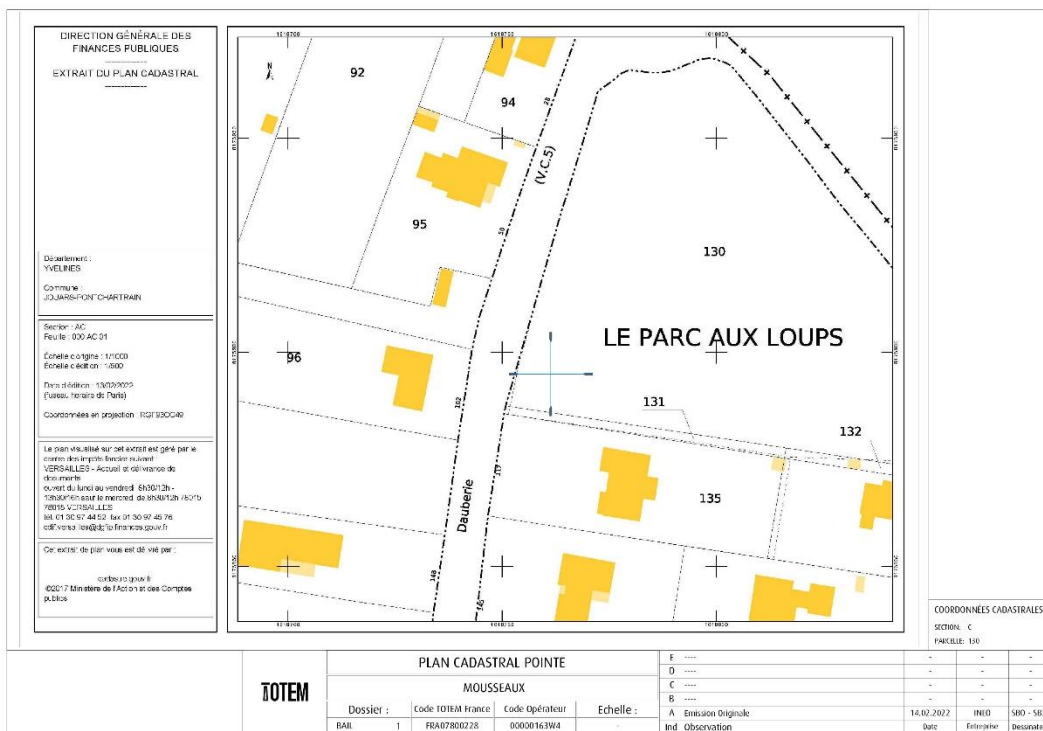 DIRECTION GÉNÉRALE DES
FINANCES PUBLIQUES
EXTRAIT DU PLAN CADASTRAL
Département :
YVELINES
Commune :
JOUARS-PONTCHARTRAIN
Section : AC
Feuille : 000 AC 01
Échelle d'origine : 1/1000
Échelle d'édition : 1/500
(fuseau horaire de Paris)
Coordonnées en projection : RGF93CC49
Le plan visualisé sur cet extrait est géré par le
centre des impôts foncier suivant :
VERSAILLES - Accueil et délivrance de
documents
78015 VERSAILLES
Cet extrait de plan vous est délivré par :
cadastre.gouv.fr
©2017 Ministère de l'Action et des Comptes
publics
N
92
94
95
96
(V.C.5)
130
LE PARC AUX LOUPS
131
132
135
Dauberie
COORDONNÉES CADASTRALES
SECTION: C
PARCELLE: 130
TOTEM
PLAN CADASTRAL POINTE
MOUSSEAUX
Dossier : Code TOTEM France Code Opérateur Echelle :
BAIL 1 FRA07800228 00000163W4 -
E ---- - - -
D ---- - - -
C ---- - - -
B ---- - - -
A Emission Originale 14.02.2022 INEO
Ind Observation Date Entreprise